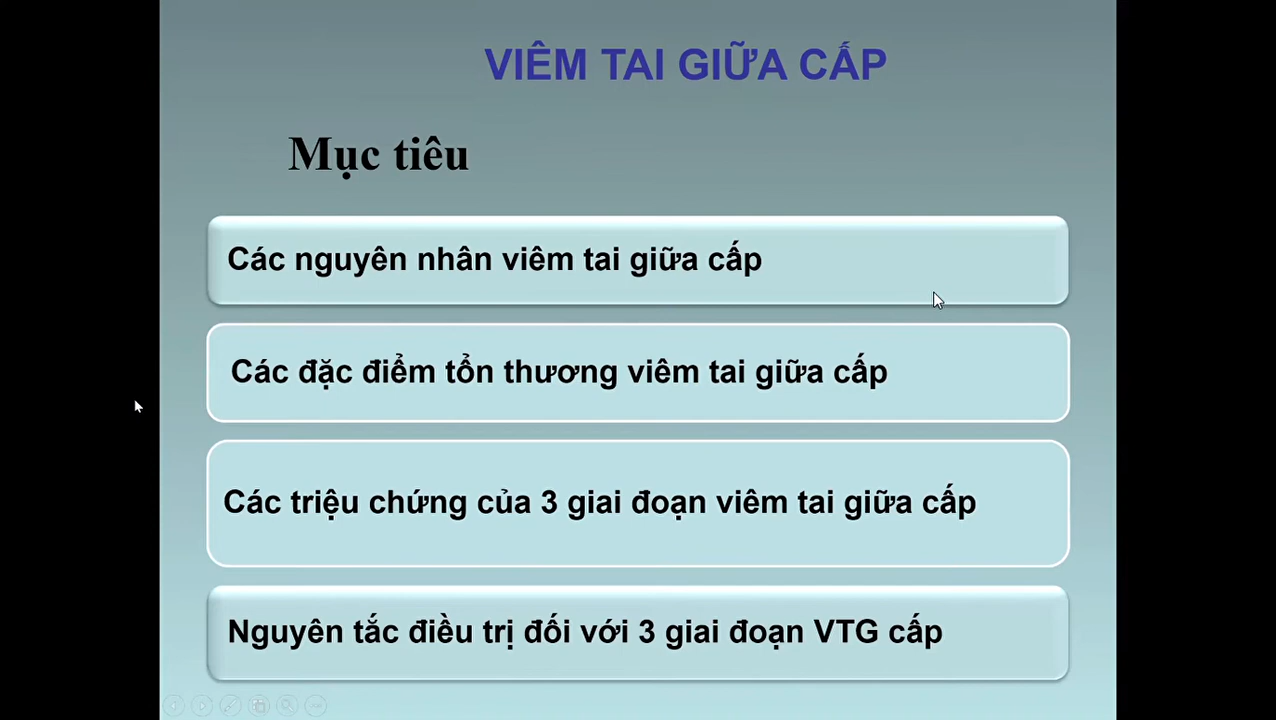 VIÊM TAI GIỮA CẤP
Mục tiêu
Các nguyên nhân viêm tai giữa cấp
Các đặc điểm tổn thương viêm tai giữa cấp
Các triệu chứng của 3 giai đoạn viêm tai giữa cấp
Nguyên tắc điều trị đối với 3 giai đoạn VTG cấp